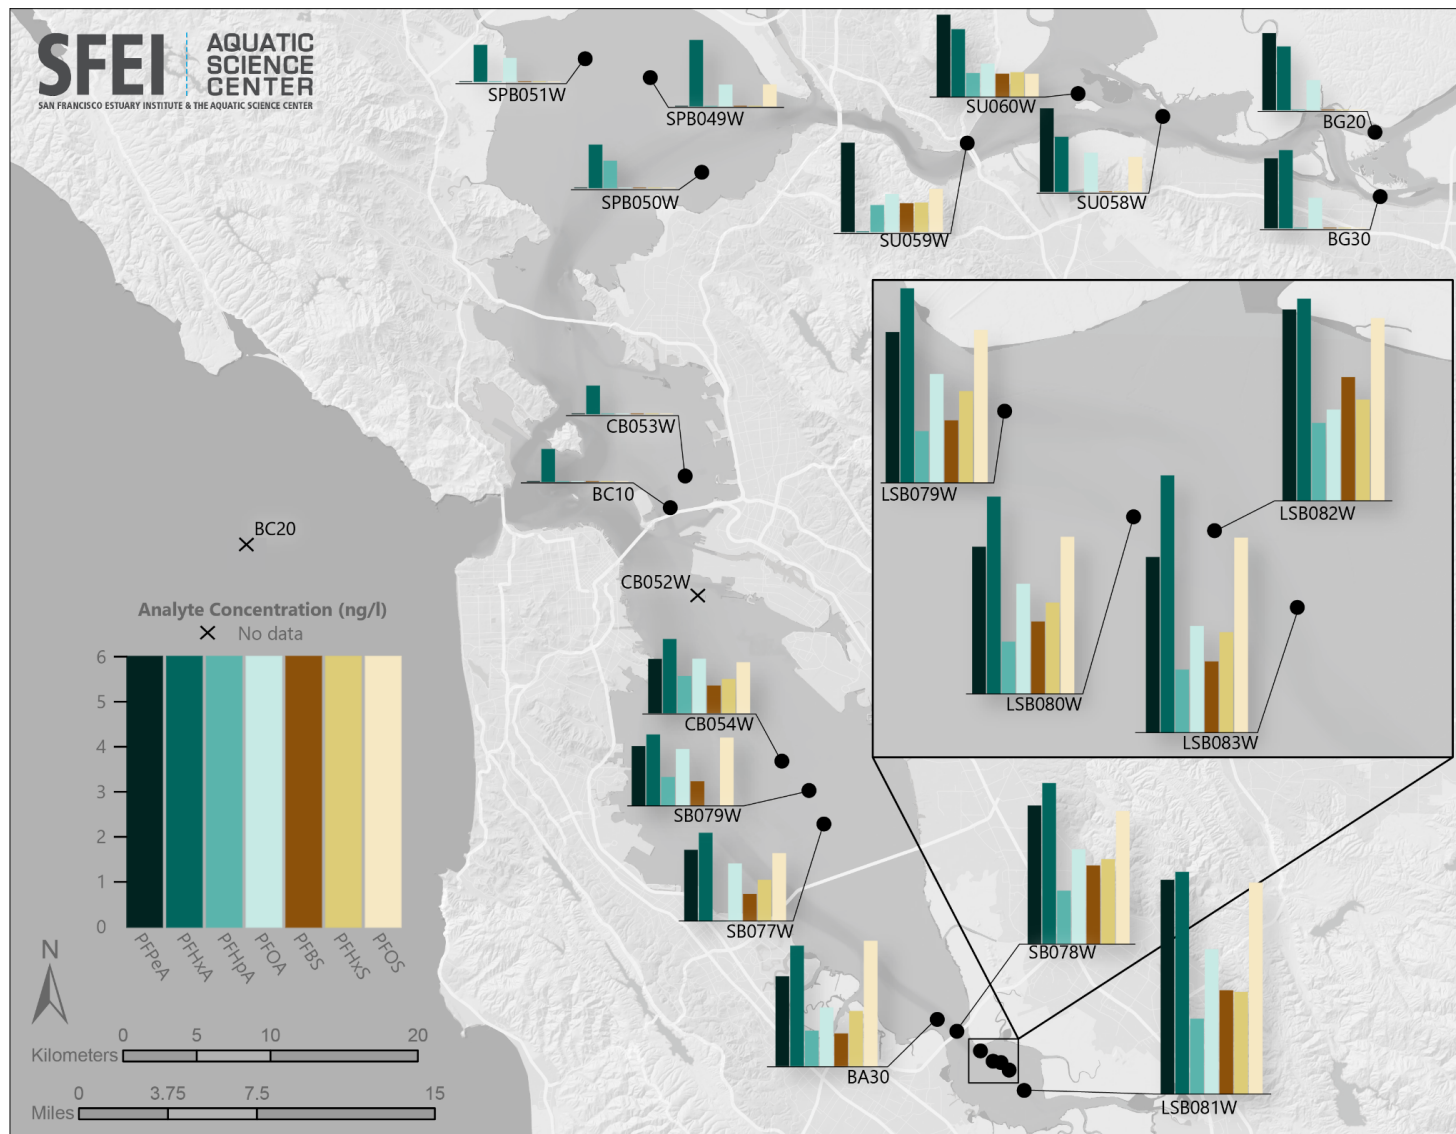 SFEI
AQUATIC
SCIENCE
CENTER
SAN FRANCISCO ESTUARY INSTITUTE & THE AQUATIC SCIENCE CENTER
SPB051W
SPB049W
SPB050W
SU060W
SU059W
SU058W
BG20
BG30
CB053W
BC10
BC20
CB052W
LSB079W
LSB082W
LSB080W
LSB083W
CB054W
SB079W
SB077W
SB078W
BA30
LSB081W
Analyte Concentration (ng/l)
No data
6
5
4
3
2
1
0
PFPeA
PFHxA
PFHpA
PFOA
PFBS
PFHxS
PFOS
N
0 5 10 20
Kilometers
0 3.75 7.5 15
Miles